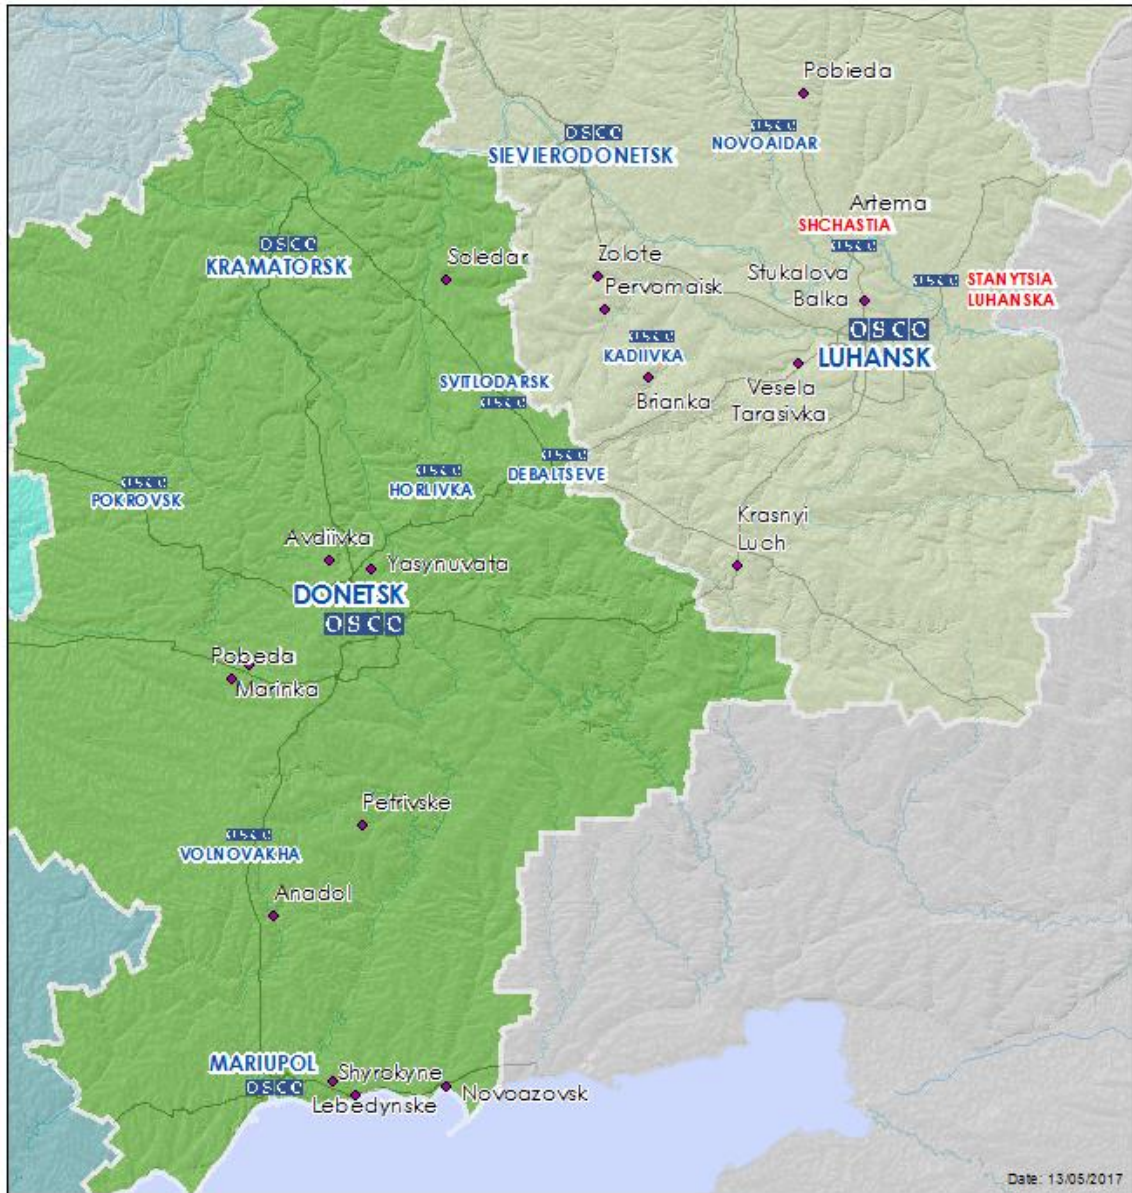 Pobieda
OSCE
NOVOAIDAR
OSCE
SIEVIERODONETSK
Artema
SHCHASTIA
OSCE
OSCE
KRAMATORSK
Soledar
Zolote
Pervomaisk
Stukalova
Balka
OSCE
STANYTSIA
LUHANSKA
OSCE
LUHANSK
OSCE
KADIIVKA
Brianka
Vesela
Tarasivka
SVITLODARSK
OSCE
OSCE
DEBALTSEVE
OSCE
HORLIVKA
OSCE
POKROVSK
Krasnyi
Luch
Avdiivka
Yasynuvata
DONETSK
OSCE
Pobeda
Marinka
Petrivske
OSCE
VOLNOVAKHA
Anadol
MARIUPOL
OSCE
Shyrokyne
Lebedynske
Novoazovsk
Date: 13/05/2017